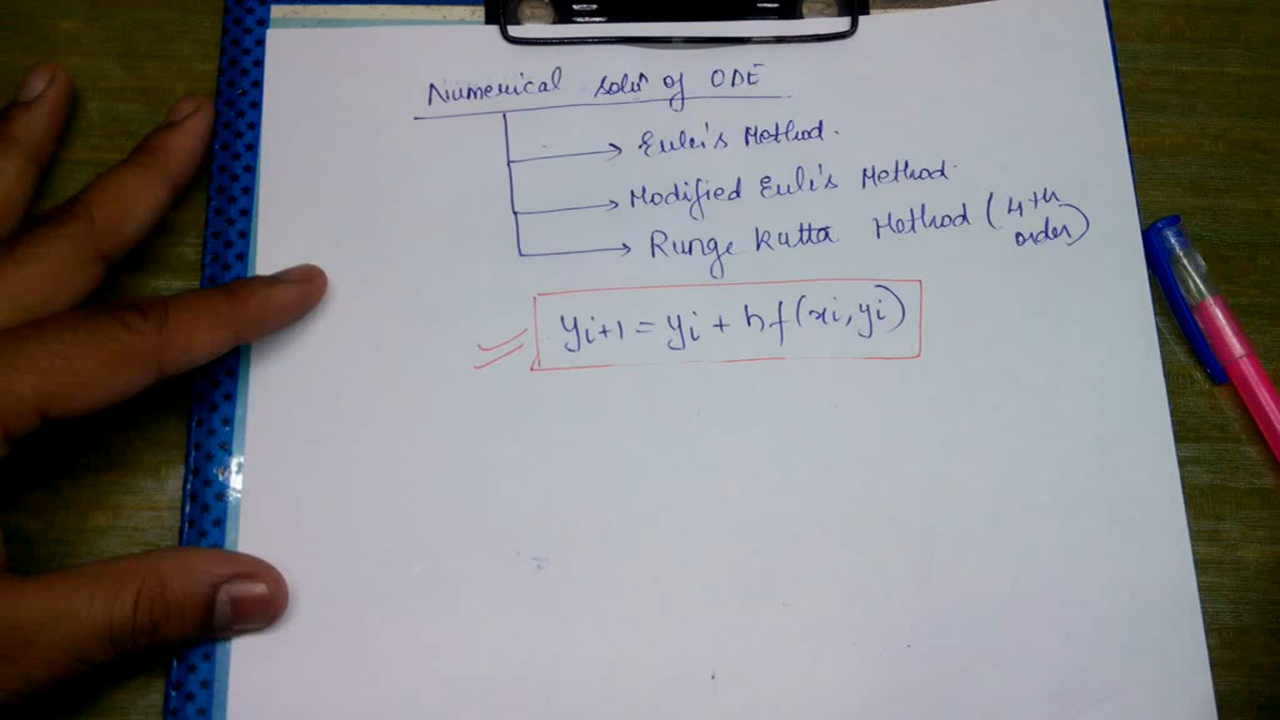 Numerical Solⁿ of ODE
Euler's Method.
Modified Euler's Method.
Runge Kutta Method (4th order)
yi+1 = yi + hf(xi, yi)